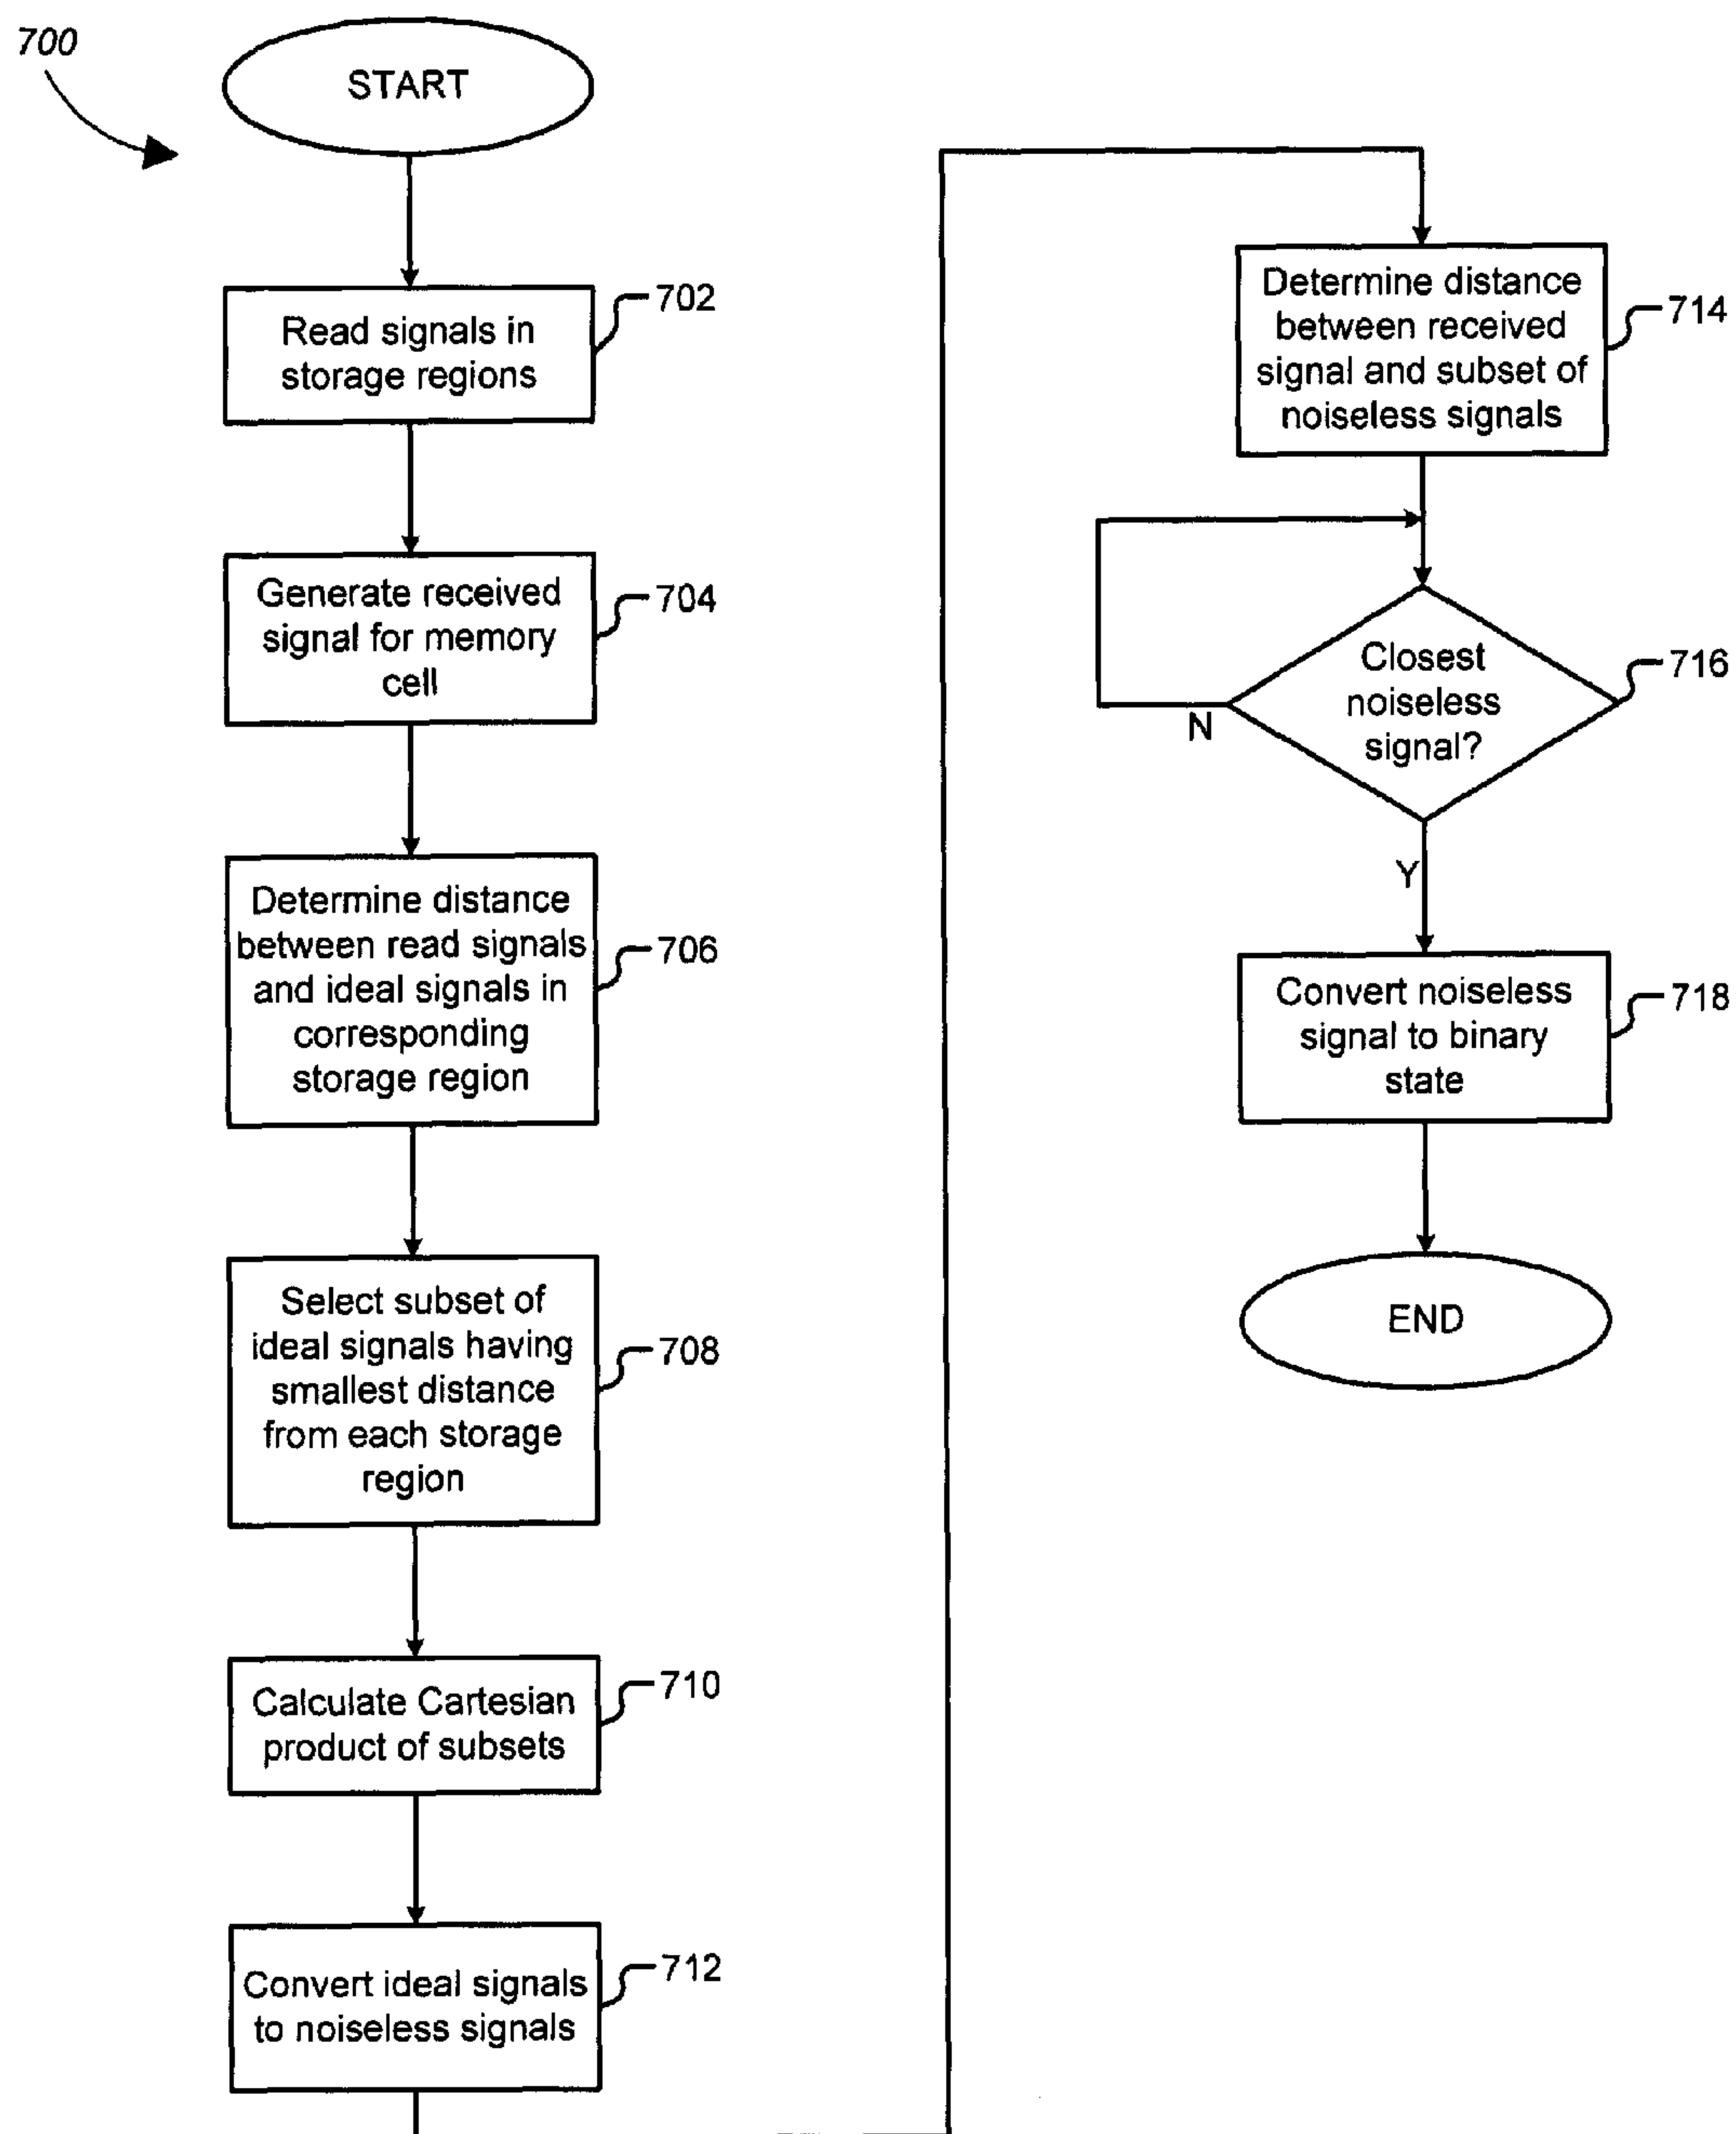 700
START
Read signals in
storage regions
702
Generate received
signal for memory
cell
704
Determine distance
between read signals
and ideal signals in
corresponding
storage region
706
Select subset of
ideal signals having
smallest distance
from each storage
region
708
Calculate Cartesian
product of subsets
710
Convert ideal signals
to noiseless signals
712
Determine distance
between received
signal and subset of
noiseless signals
714
Closest
noiseless
signal?
716
N
Y
Convert noiseless
signal to binary
state
718
END